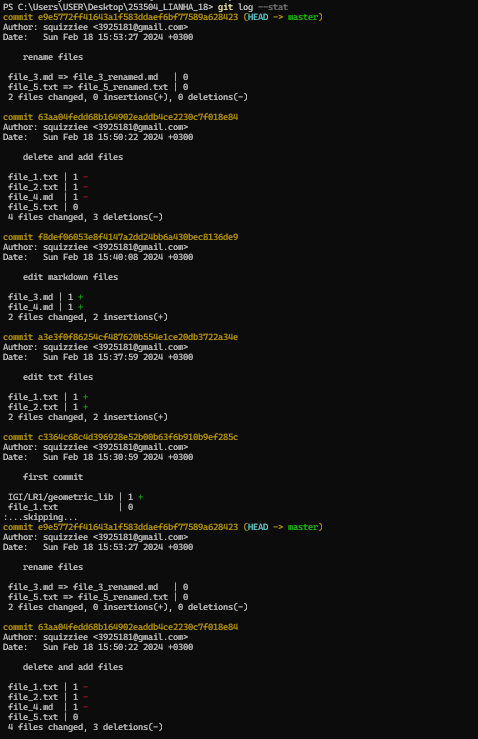 PS C:\Users\USER\Desktop\253504_LIANHA_18> git log --stat
commit e9e5772ff41643a1f583ddaef6bf77589a628423 (HEAD -> master)
Author: squizziee <3925181@gmail.com>
Date:   Sun Feb 18 15:53:27 2024 +0300
rename files
file_3.md => file_3_renamed.md   | 0
file_5.txt => file_5_renamed.txt | 0
2 files changed, 0 insertions(+), 0 deletions(-)
commit 63aa04fedd68b164902eaddb4ce2230c7f018e84
Author: squizziee <3925181@gmail.com>
Date:   Sun Feb 18 15:50:22 2024 +0300
delete and add files
file_1.txt | 1 -
file_2.txt | 1 -
file_4.md  | 1 -
file_5.txt | 0
4 files changed, 3 deletions(-)
commit f8def06053e8f4147a2dd24bb6a430bec8136de9
Author: squizziee <3925181@gmail.com>
Date:   Sun Feb 18 15:40:08 2024 +0300
edit markdown files
file_3.md | 1 +
file_4.md | 1 +
2 files changed, 2 insertions(+)
commit a3e3f0f86254cf487620b554e1ce20db3722a34e
Author: squizziee <3925181@gmail.com>
Date:   Sun Feb 18 15:37:59 2024 +0300
edit txt files
file_1.txt | 1 +
file_2.txt | 1 +
2 files changed, 2 insertions(+)
commit c3364c68c4d396928e52b00b63f6b910b9ef285c
Author: squizziee <3925181@gmail.com>
Date:   Sun Feb 18 15:30:59 2024 +0300
first commit
IGI/LR1/geometric_lib | 1 +
file_1.txt            | 0
:...skipping...
commit e9e5772ff41643a1f583ddaef6bf77589a628423 (HEAD -> master)
Author: squizziee <3925181@gmail.com>
Date:   Sun Feb 18 15:53:27 2024 +0300
rename files
file_3.md => file_3_renamed.md   | 0
file_5.txt => file_5_renamed.txt | 0
2 files changed, 0 insertions(+), 0 deletions(-)
commit 63aa04fedd68b164902eaddb4ce2230c7f018e84
Author: squizziee <3925181@gmail.com>
Date:   Sun Feb 18 15:50:22 2024 +0300
delete and add files
file_1.txt | 1 -
file_2.txt | 1 -
file_4.md  | 1 -
file_5.txt | 0
4 files changed, 3 deletions(-)